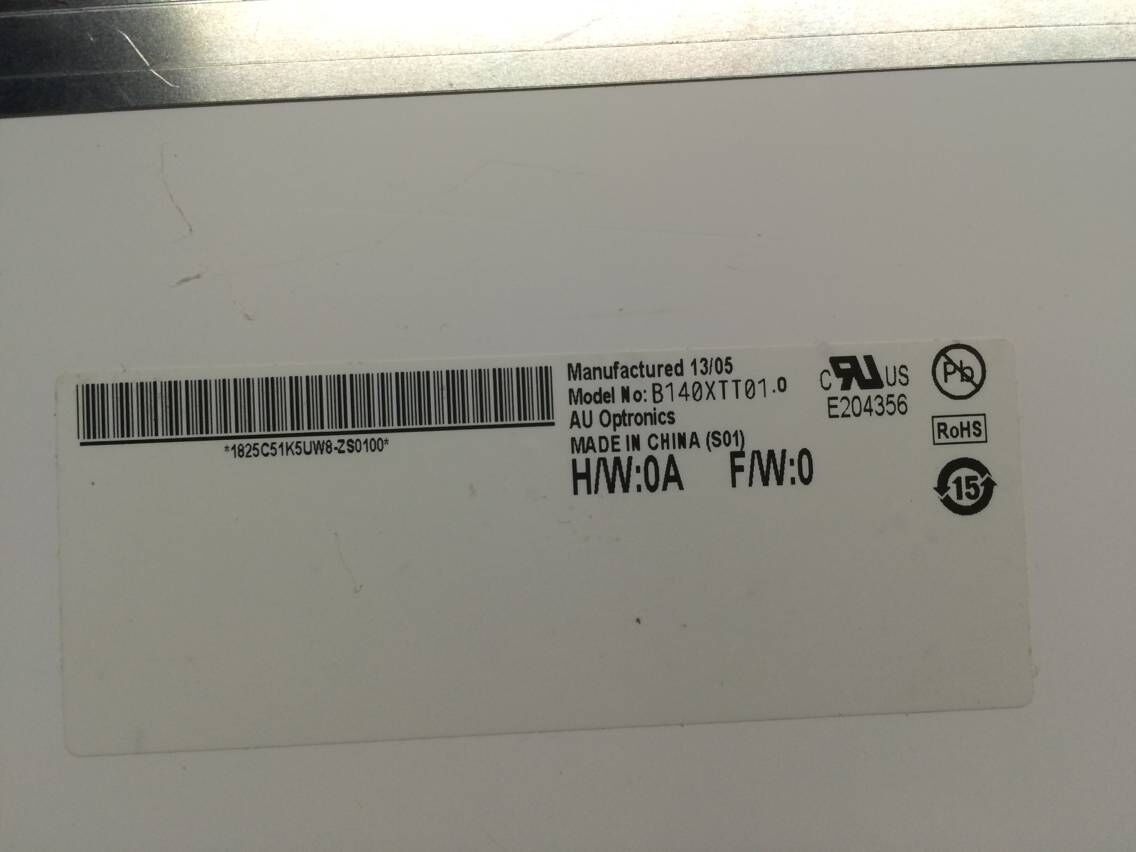 Manufactured 13/05
Model No: B140XTT01.0
AU Optronics
MADE IN CHINA (S01)
H/W:0A F/W:0
*1825C51K5UW8-ZS0100*
C RU US
E204356
Pb
RoHS
15